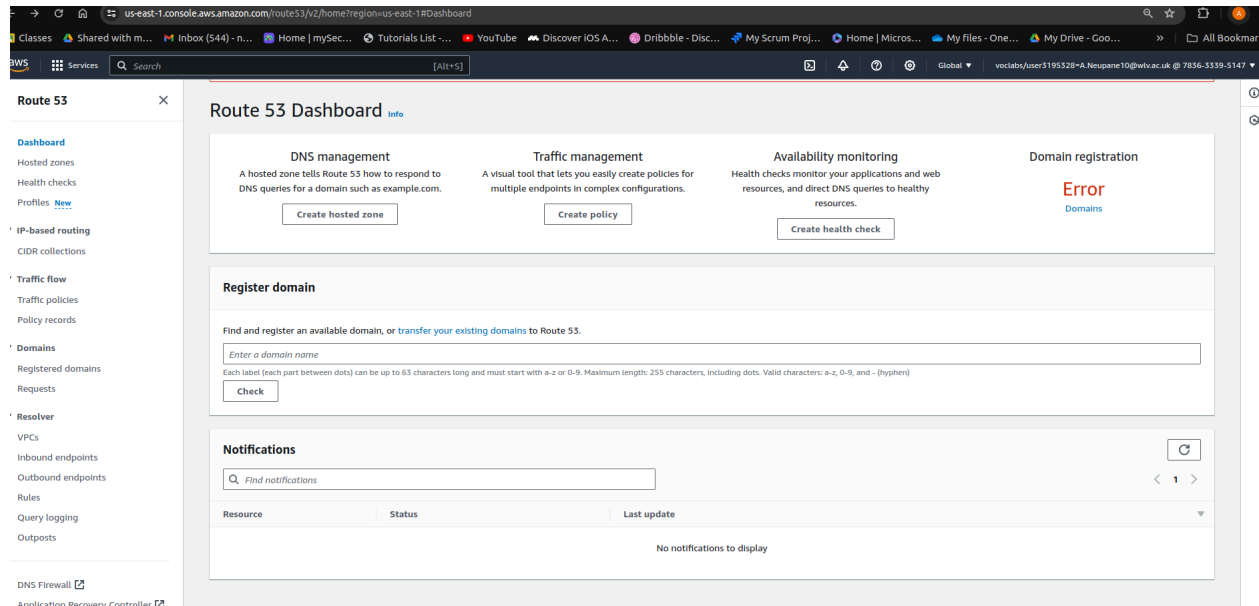 us-east-1.console.aws.amazon.com/route53/v2/home?region=us-east-1#Dashboard
Classes Shared with m... Inbox (544) - n... Home | mySec... Tutorials List -... YouTube Discover iOS A... Dribbble - Disc... My Scrum Proj... Home | Micros... My Files - One... My Drive - Goo... » All Bookmar
aws Services Search [Alt+S] Global ▼ voclabs/user3195328=A.Neupane10@wlv.ac.uk @ 7836-3339-5147 ▼
Route 53
Dashboard
Hosted zones
Health checks
Profiles New
IP-based routing
CIDR collections
Traffic flow
Traffic policies
Policy records
Domains
Registered domains
Requests
Resolver
VPCs
Inbound endpoints
Outbound endpoints
Rules
Query logging
Outposts
DNS Firewall
Application Recovery Controller
Route 53 Dashboard Info
DNS management
A hosted zone tells Route 53 how to respond to
DNS queries for a domain such as example.com.
Create hosted zone
Traffic management
A visual tool that lets you easily create policies for
multiple endpoints in complex configurations.
Create policy
Availability monitoring
Health checks monitor your applications and web
resources, and direct DNS queries to healthy
resources.
Create health check
Domain registration
Error
Domains
Register domain
Find and register an available domain, or transfer your existing domains to Route 53.
Enter a domain name
Each label (each part between dots) can be up to 63 characters long and must start with a-z or 0-9. Maximum length: 255 characters, including dots. Valid characters: a-z, 0-9, and - (hyphen)
Check
Notifications
Find notifications
1
Resource Status Last update
No notifications to display